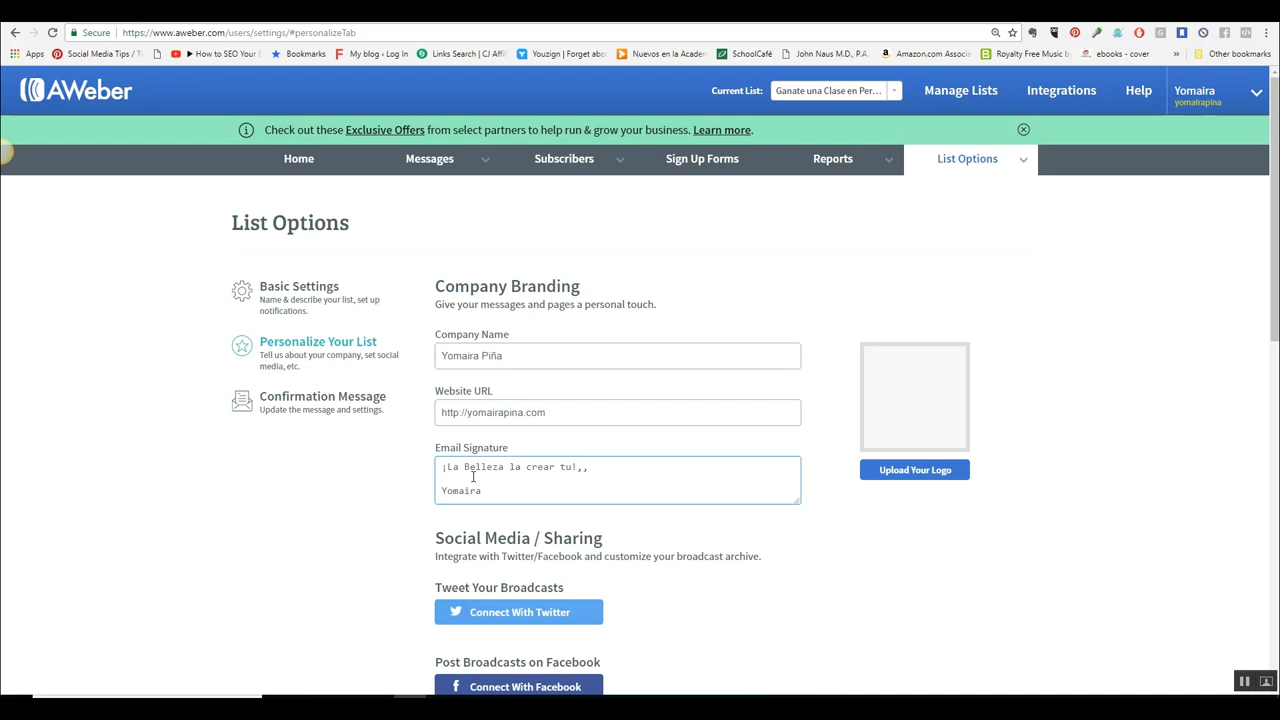 Secure https://www.aweber.com/users/settings/#personalizeTab
Apps Social Media Tips / To How to SEO Your Bookmarks My blog ‹ Log In Links Search | CJ Affi Youzign | Forget abo Nuevos en la Acader SchoolCafé John Naus M.D., P.A. Amazon.com Associa Royalty Free Music b ebooks - cover Other bookmarks
AWeber Current List: Ganate una Clase en Per... Manage Lists Integrations Help Yomaira
yomairapina
Check out these Exclusive Offers from select partners to help run & grow your business. Learn more.
Home Messages Subscribers Sign Up Forms Reports List Options
List Options
Basic Settings
Name & describe your list, set up
notifications.
Personalize Your List
Tell us about your company, set social
media, etc.
Confirmation Message
Update the message and settings.
Company Branding
Give your messages and pages a personal touch.
Company Name
Yomaira Piña
Website URL
http://yomairapina.com
Email Signature
¡La Belleza la crear tu!,,
Yomaira
Upload Your Logo
Social Media / Sharing
Integrate with Twitter/Facebook and customize your broadcast archive.
Tweet Your Broadcasts
Connect With Twitter
Post Broadcasts on Facebook
Connect With Facebook